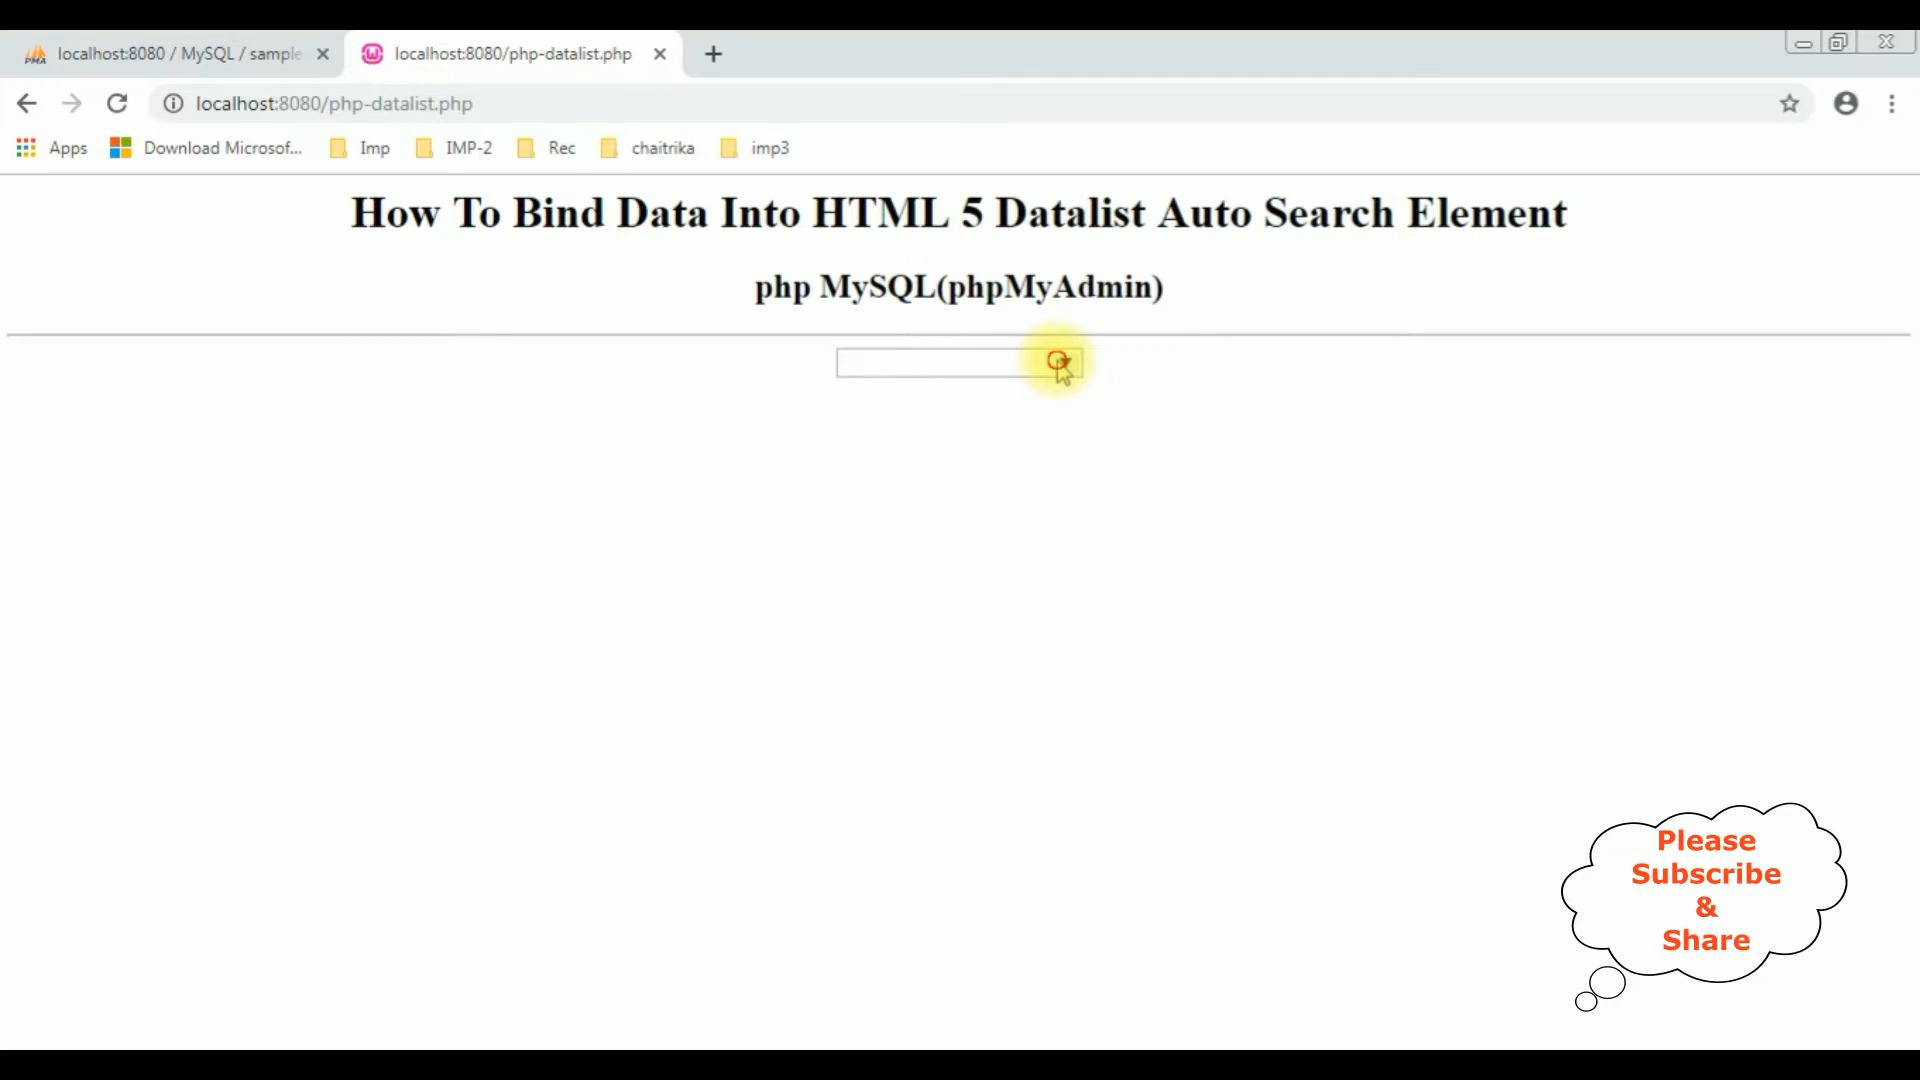 localhost:8080 / MySQL / sample
localhost:8080/php-datalist.php
localhost:8080/php-datalist.php
Apps
Download Microsof...
Imp
IMP-2
Rec
chaitrika
imp3
How To Bind Data Into HTML 5 Datalist Auto Search Element
php MySQL(phpMyAdmin)
Please
Subscribe
&
Share